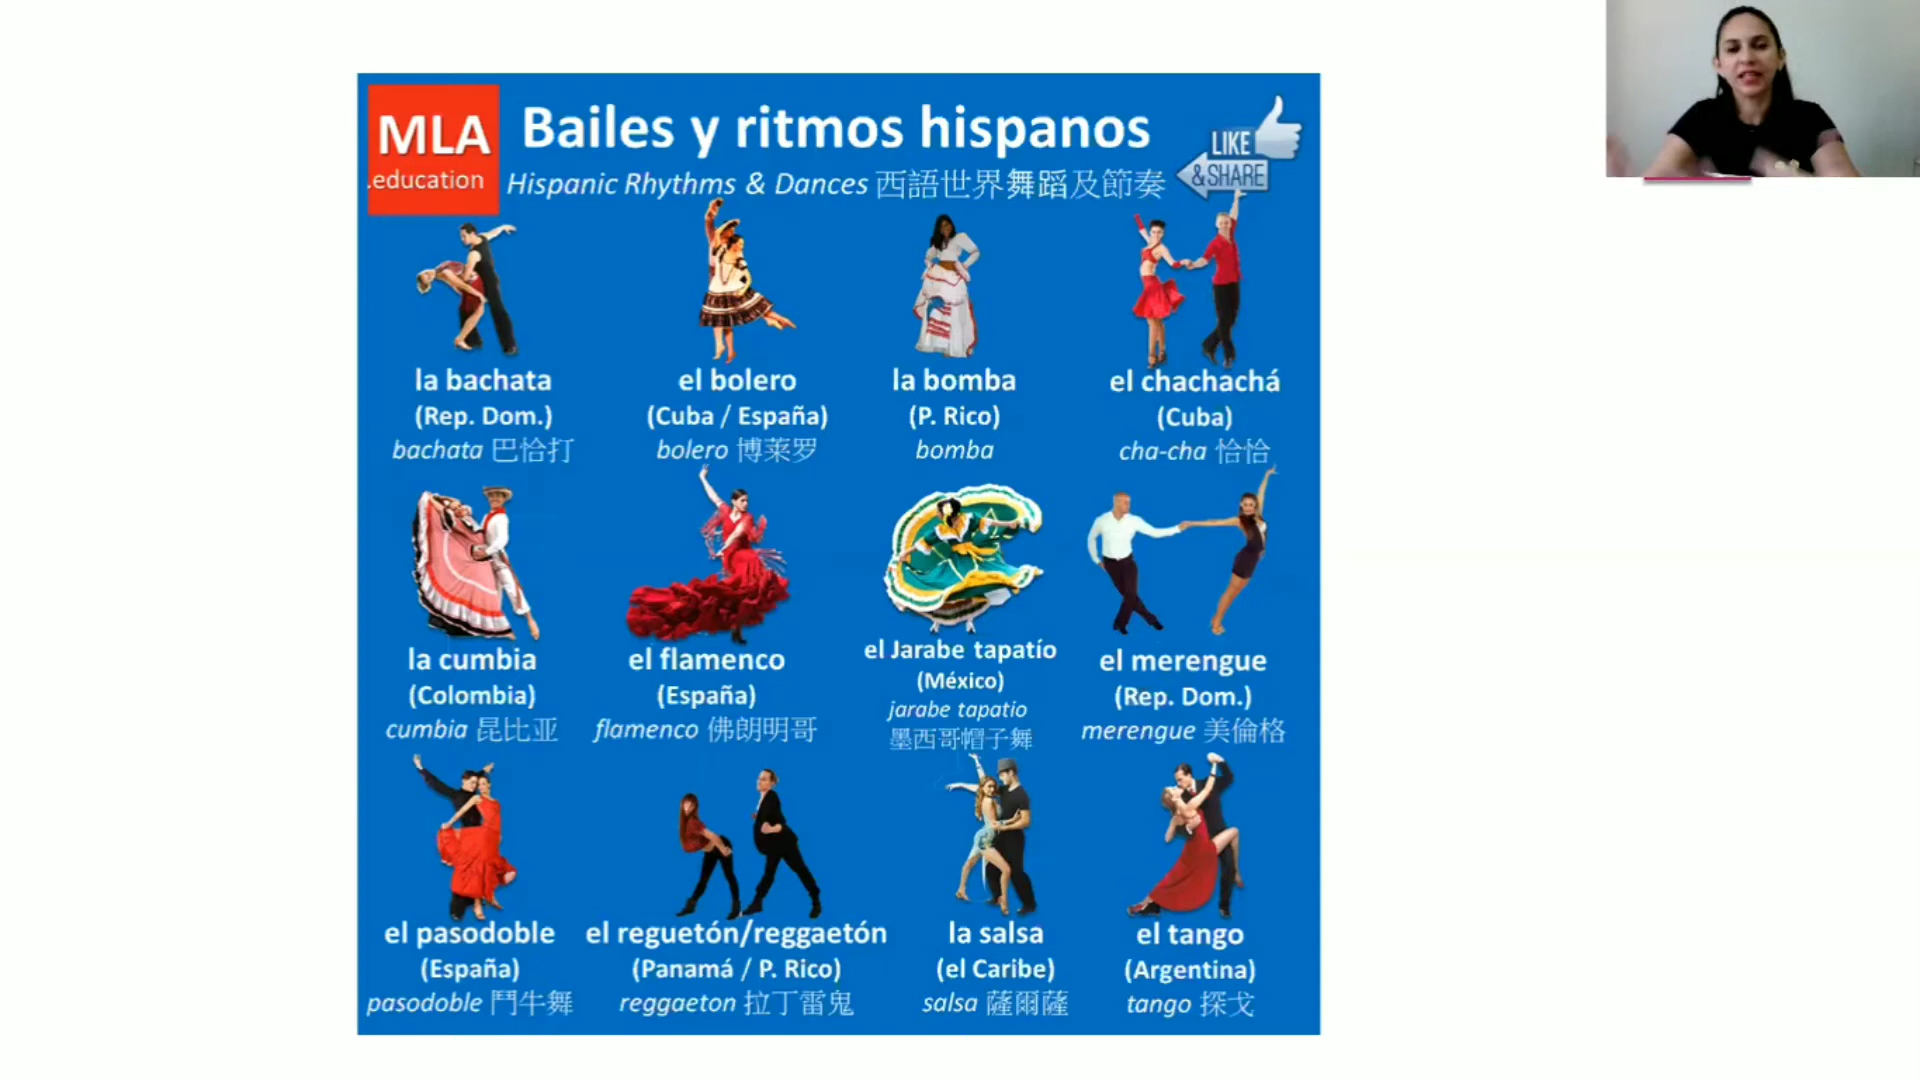 MLA
.education
Bailes y ritmos hispanos
Hispanic Rhythms & Dances 西語世界舞蹈及節奏
LIKE
& SHARE
la bachata
(Rep. Dom.)
bachata 巴恰打
el bolero
(Cuba / España)
bolero 博莱罗
la bomba
(P. Rico)
bomba
el chachachá
(Cuba)
cha-cha 恰恰
la cumbia
(Colombia)
cumbia 昆比亚
el flamenco
(España)
flamenco 佛朗明哥
el Jarabe tapatío
(México)
jarabe tapatio
墨西哥帽子舞
el merengue
(Rep. Dom.)
merengue 美倫格
el pasodoble
(España)
pasodoble 鬥牛舞
el reguetón/reggaetón
(Panamá / P. Rico)
reggaeton 拉丁雷鬼
la salsa
(el Caribe)
salsa 薩爾薩
el tango
(Argentina)
tango 探戈